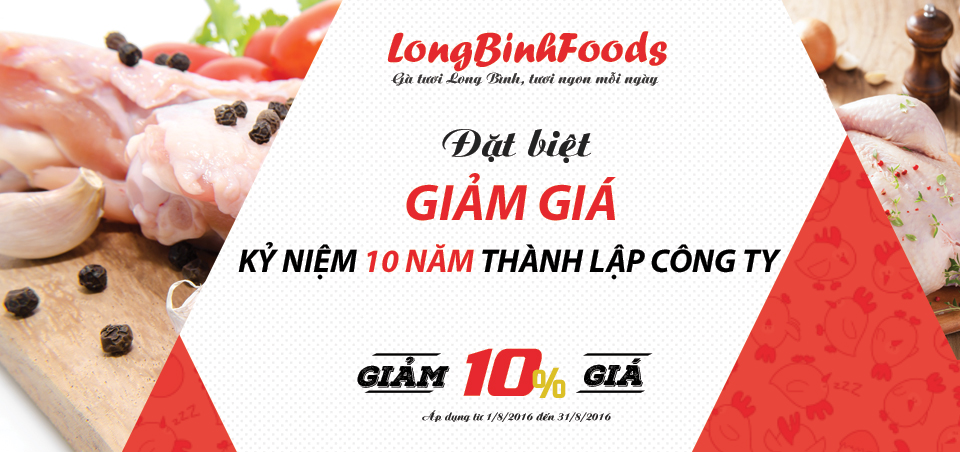 LongBinhFoods
Gà tươi Long Bình, tươi ngon mỗi ngày
Đặt biệt
GIẢM GIÁ
KỶ NIỆM 10 NĂM THÀNH LẬP CÔNG TY
GIẢM 10% GIÁ
Áp dụng từ 1/8/2016 đến 31/8/2016